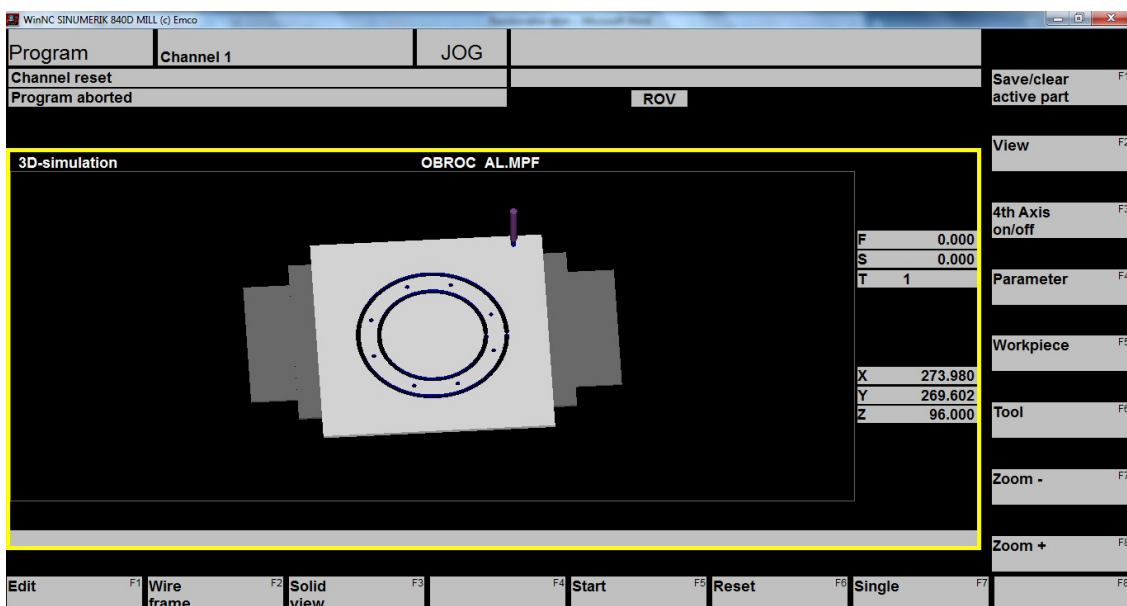 WinNC SINUMERIK 840D MILL (c) Emco
Program
Channel 1
JOG
Channel reset
Program aborted
ROV
3D-simulation
OBROC AL.MPF
F 0.000
S 0.000
T 1
X 273.980
Y 269.602
Z 96.000
Save/clear F1
active part
View F2
4th Axis F3
on/off
Parameter F4
Workpiece F5
Tool F6
Zoom - F7
Zoom + F8
Edit F1
Wire F2
frame
Solid F3
view
F4
Start F5
Reset F6
Single F7
F8